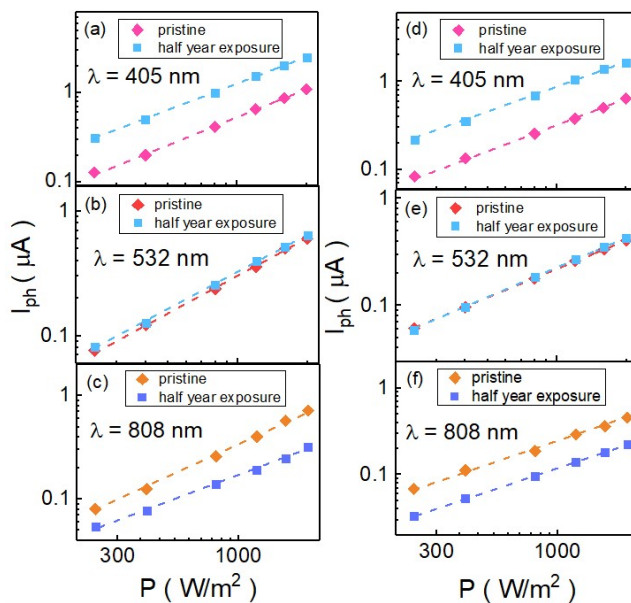 (a)
pristine
half year exposure
λ = 405 nm
1
0.1
(b)
pristine
half year exposure
λ = 532 nm
1
0.1
(c)
pristine
half year exposure
λ = 808 nm
1
0.1
300 1000
P ( W/m²)
I_ph ( μA )
(d)
pristine
half year exposure
λ = 405 nm
1
0.1
(e)
pristine
half year exposure
λ = 532 nm
1
0.1
(f)
pristine
half year exposure
λ = 808 nm
1
0.1
300 1000
P ( W/m²)
I_ph ( μA )